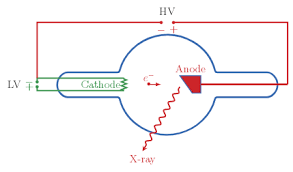 HV
− +
Anode
e⁻
LV ∓
Cathode
X-ray